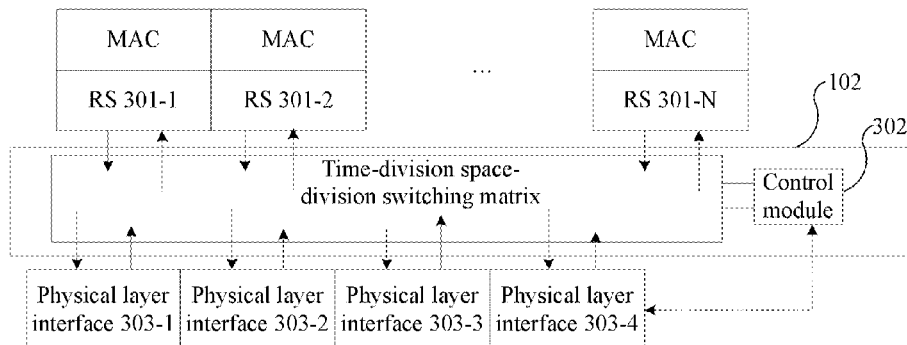 MAC MAC MAC
RS 301-1 RS 301-2 ... RS 301-N
102
302
Time-division space-
division switching matrix
Control
module
Physical layer
interface 303-1
Physical layer
interface 303-2
Physical layer
interface 303-3
Physical layer
interface 303-4